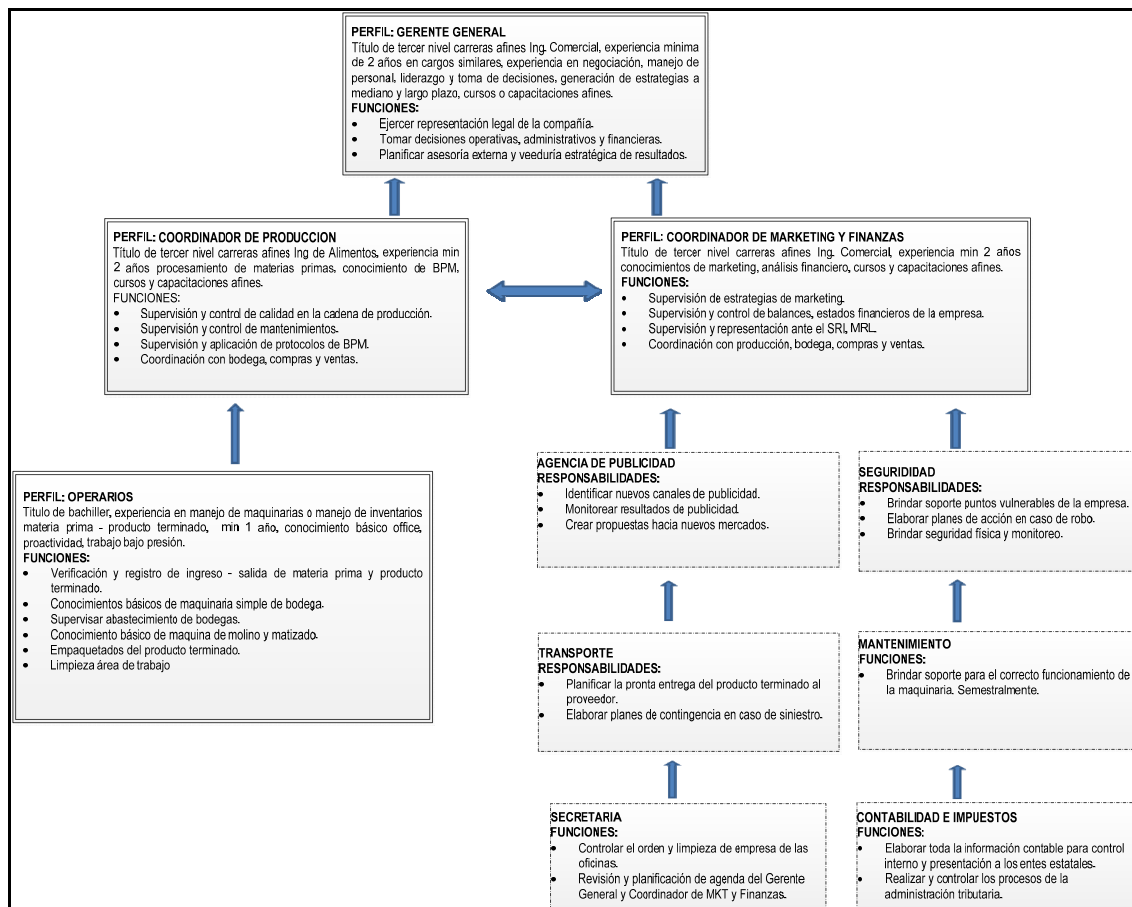 PERFIL: GERENTE GENERAL
Título de tercer nivel carreras afines Ing. Comercial, experiencia mínima
de 2 años en cargos similares, experiencia en negociación, manejo de
personal, liderazgo y toma de decisiones, generación de estrategias a
mediano y largo plazo, cursos o capacitaciones afines.
FUNCIONES:
• Ejercer representación legal de la compañía.
• Tomar decisiones operativas, administrativos y financieras.
• Planificar asesoría externa y veeduría estratégica de resultados.
PERFIL: COORDINADOR DE PRODUCCION
Título de tercer nivel carreras afines Ing de Alimentos, experiencia min
2 años procesamiento de materias primas, conocimiento de BPM,
cursos y capacitaciones afines.
FUNCIONES:
• Supervisión y control de calidad en la cadena de producción.
• Supervisión y control de mantenimientos.
• Supervisión y aplicación de protocolos de BPM.
• Coordinación con bodega, compras y ventas.
PERFIL: COORDINADOR DE MARKETING Y FINANZAS
Título de tercer nivel carreras afines Ing. Comercial, experiencia min 2 años
conocimientos de marketing, análisis financiero, cursos y capacitaciones afines.
FUNCIONES:
• Supervisión de estrategias de marketing.
• Supervisión y control de balances, estados financieros de la empresa.
• Supervisión y representación ante el SRI, MRL.
• Coordinación con producción, bodega, compras y ventas.
PERFIL: OPERARIOS
Titulo de bachiller, experiencia en manejo de maquinarias o manejo de inventarios
materia prima - producto terminado, min 1 año, conocimiento básico office,
proactividad, trabajo bajo presión.
FUNCIONES:
• Verificación y registro de ingreso - salida de materia prima y producto
terminado.
• Conocimientos básicos de maquinaria simple de bodega.
• Supervisar abastecimiento de bodegas.
• Conocimiento básico de maquina de molino y matizado.
• Empaquetados del producto terminado.
• Limpieza área de trabajo
AGENCIA DE PUBLICIDAD
RESPONSABILIDADES:
• Identificar nuevos canales de publicidad.
• Monitorear resultados de publicidad.
• Crear propuestas hacia nuevos mercados.
SEGURIDIDAD
RESPONSABILIDADES:
• Brindar soporte puntos vulnerables de la empresa.
• Elaborar planes de acción en caso de robo.
• Brindar seguridad física y monitoreo.
TRANSPORTE
RESPONSABILIDADES:
• Planificar la pronta entrega del producto terminado al
proveedor.
• Elaborar planes de contingencia en caso de siniestro.
MANTENIMIENTO
FUNCIONES:
• Brindar soporte para el correcto funcionamiento de
la maquinaria. Semestralmente.
SECRETARIA
FUNCIONES:
• Controlar el orden y limpieza de empresa de las
oficinas.
• Revisión y planificación de agenda del Gerente
General y Coordinador de MKT y Finanzas.
CONTABILIDAD E IMPUESTOS
FUNCIONES:
• Elaborar toda la información contable para control
interno y presentación a los entes estatales.
• Realizar y controlar los procesos de la
administración tributaria.